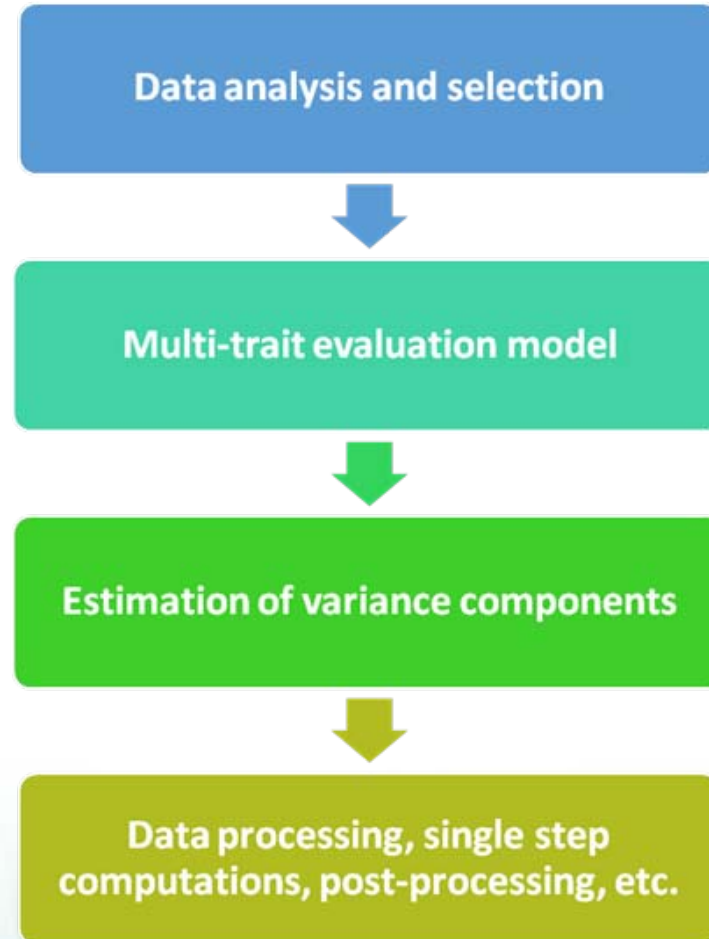 Data analysis and selection
Multi-trait evaluation model
Estimation of variance components
Data processing, single step
computations, post-processing, etc.